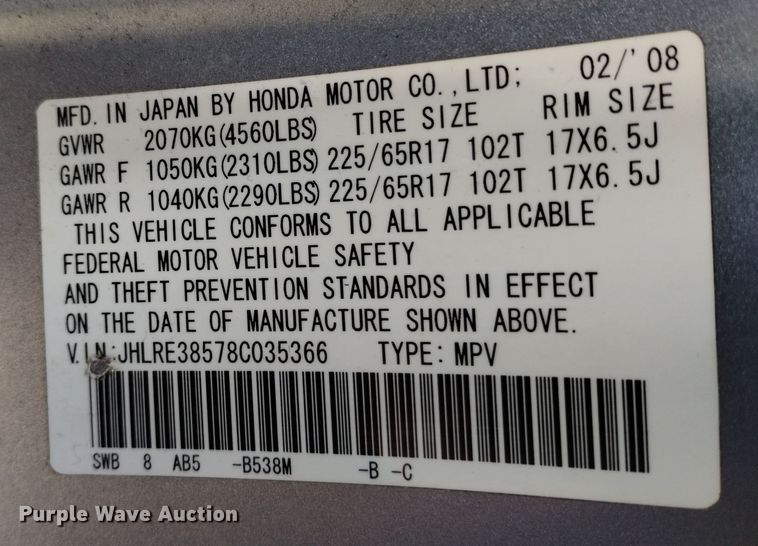 MFD. IN JAPAN BY HONDA MOTOR CO., LTD; 02/'08
GVWR 2070KG(4560LBS) TIRE SIZE RIM SIZE
GAWR F 1050KG(2310LBS) 225/65R17 102T 17X6.5J
GAWR R 1040KG(2290LBS) 225/65R17 102T 17X6.5J
THIS VEHICLE CONFORMS TO ALL APPLICABLE
FEDERAL MOTOR VEHICLE SAFETY
AND THEFT PREVENTION STANDARDS IN EFFECT
ON THE DATE OF MANUFACTURE SHOWN ABOVE.
V.I.N:JHLRE38578C035366 TYPE: MPV
SWB 8 AB5 -B538M -B -C
Purple Wave Auction